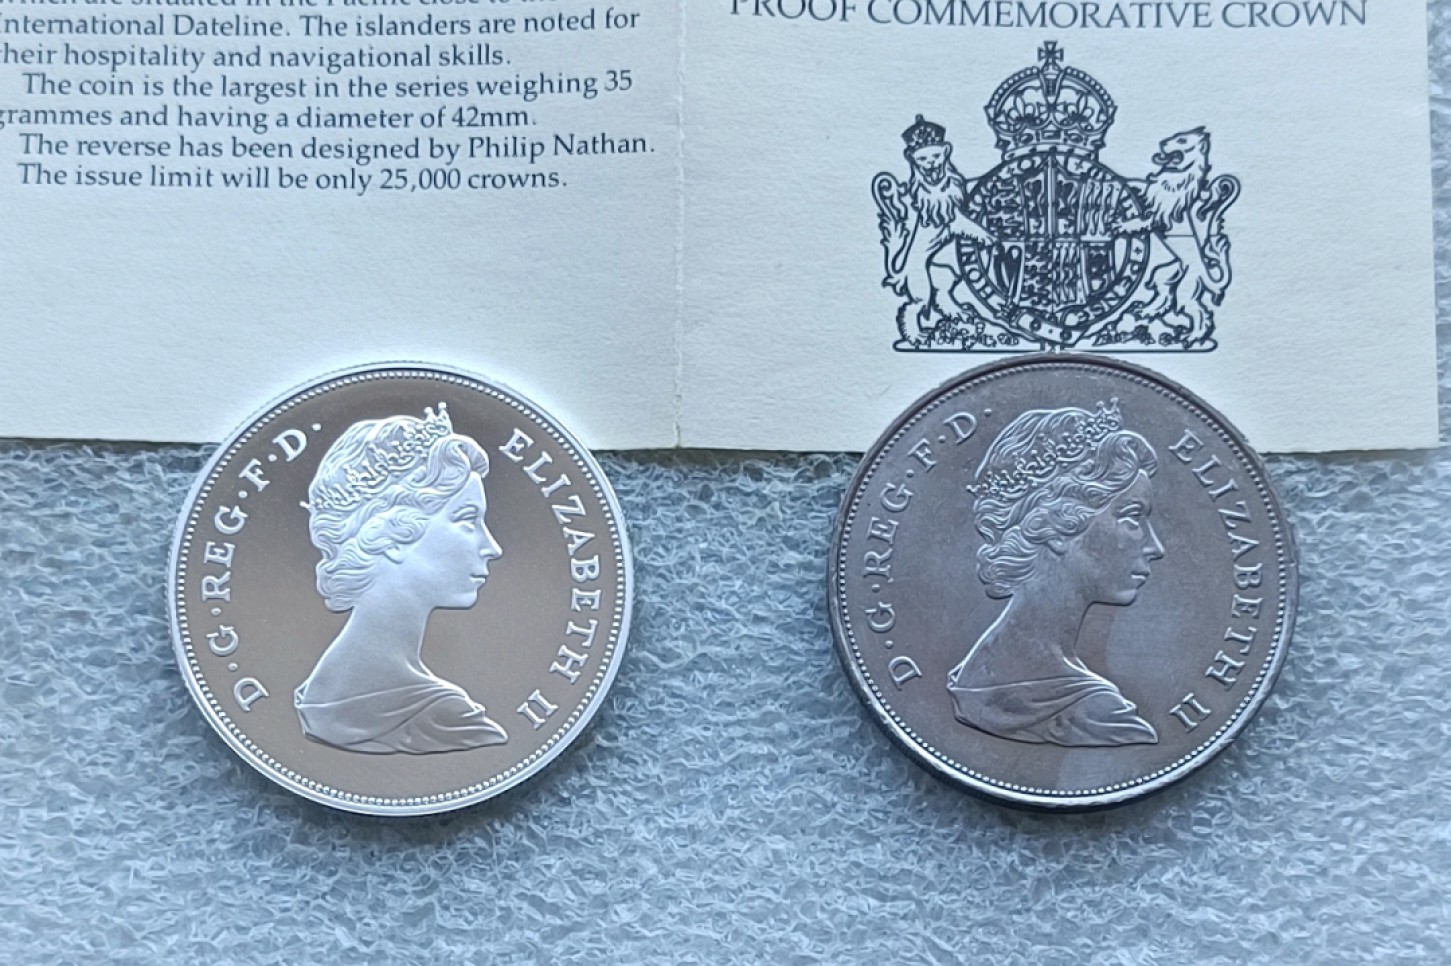 International Dateline. The islanders are noted for
their hospitality and navigational skills.
The coin is the largest in the series weighing 35
grammes and having a diameter of 42mm.
The reverse has been designed by Philip Nathan.
The issue limit will be only 25,000 crowns.
PROOF COMMEMORATIVE CROWN
HONI
PENSE
D·G·REG·F·D· ELIZABETH II
D·G·REG·F·D· ELIZABETH II